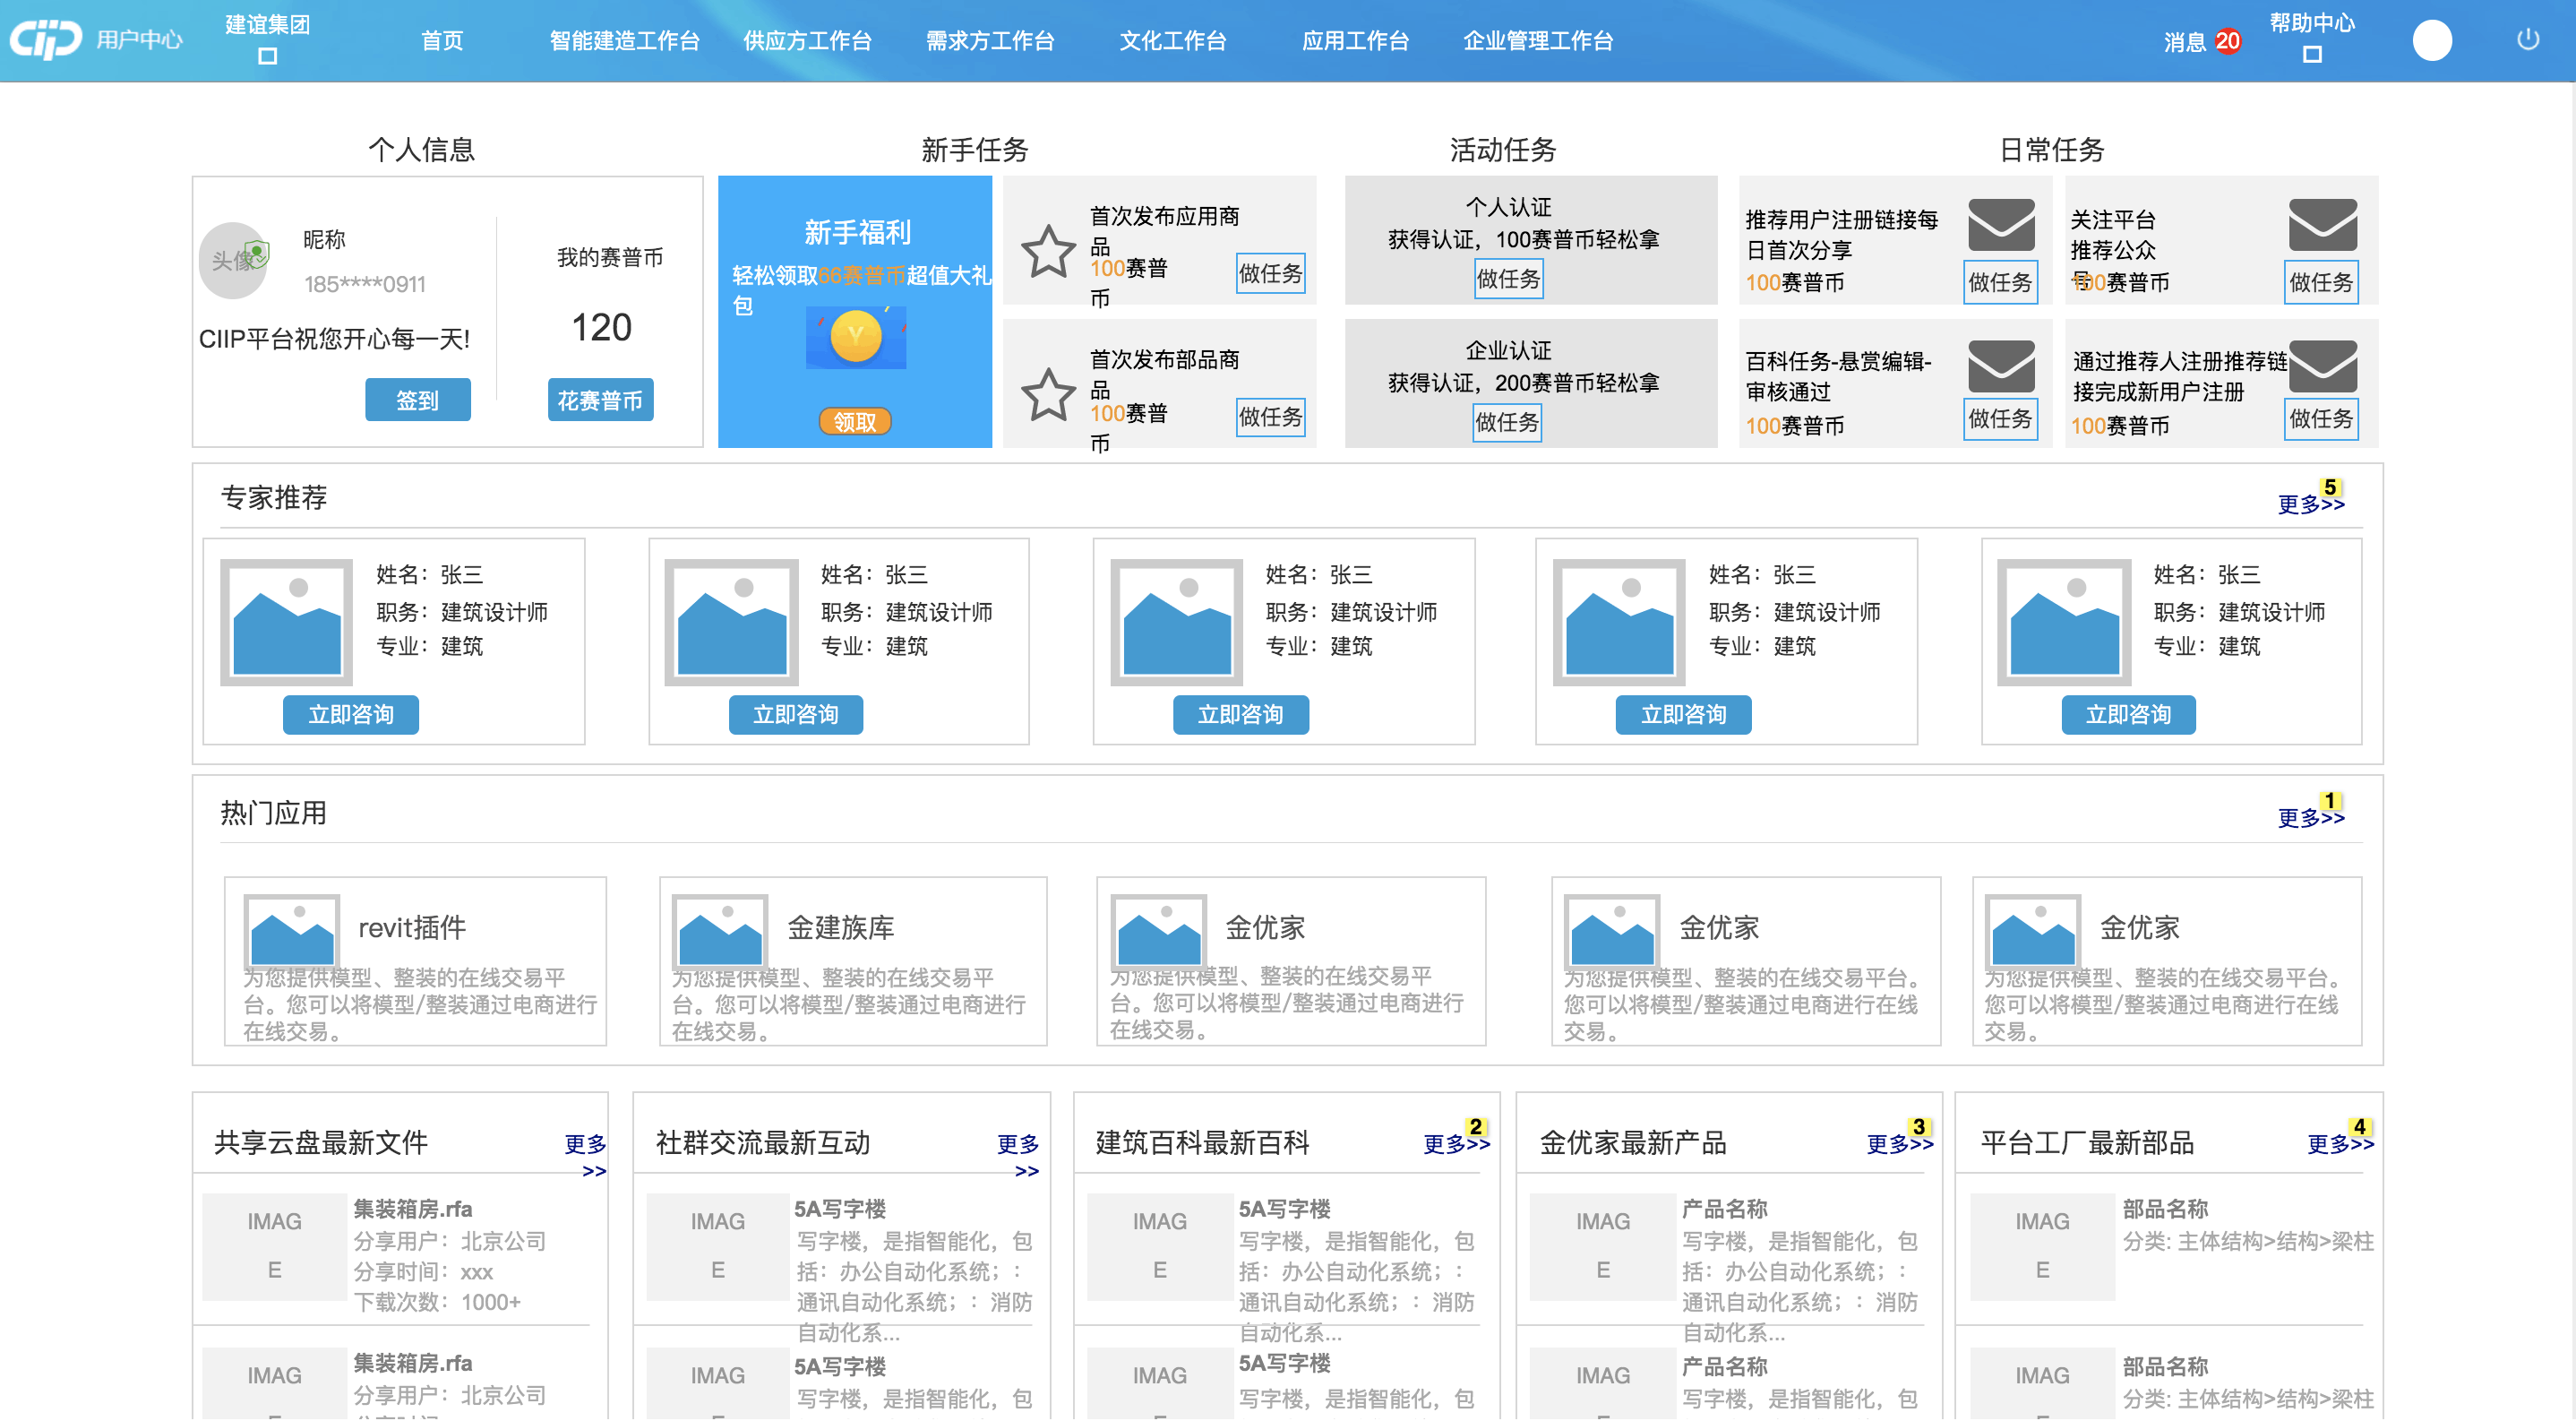 CIIP 用户中心
建谊集团
首页
智能建造工作台
供应方工作台
需求方工作台
文化工作台
应用工作台
企业管理工作台
消息 20
帮助中心
个人信息
新手任务
活动任务
日常任务
头像
昵称
185****0911
CIIP平台祝您开心每一天!
签到
我的赛普币
120
花赛普币
新手福利
轻松领取66赛普币超值大礼
包
领取
首次发布应用商
品
100赛普
币
做任务
首次发布部品商
品
100赛普
币
做任务
个人认证
获得认证，100赛普币轻松拿
做任务
企业认证
获得认证，200赛普币轻松拿
做任务
推荐用户注册链接每
日首次分享
100赛普币
做任务
关注平台
推荐公众
号
100赛普币
做任务
百科任务-悬赏编辑-
审核通过
100赛普币
做任务
通过推荐人注册推荐链
接完成新用户注册
100赛普币
做任务
专家推荐
5
更多>>
姓名：张三
职务：建筑设计师
专业：建筑
立即咨询
姓名：张三
职务：建筑设计师
专业：建筑
立即咨询
姓名：张三
职务：建筑设计师
专业：建筑
立即咨询
姓名：张三
职务：建筑设计师
专业：建筑
立即咨询
姓名：张三
职务：建筑设计师
专业：建筑
立即咨询
热门应用
1
更多>>
revit插件
为您提供模型、整装的在线交易平
台。您可以将模型/整装通过电商进行
在线交易。
金建族库
为您提供模型、整装的在线交易平
台。您可以将模型/整装通过电商进行
在线交易。
金优家
为您提供模型、整装的在线交易平
台。您可以将模型/整装通过电商进行
在线交易。
金优家
为您提供模型、整装的在线交易平台。
您可以将模型/整装通过电商进行在线
交易。
金优家
为您提供模型、整装的在线交易平台。
您可以将模型/整装通过电商进行在线
交易。
共享云盘最新文件
更多
>>
IMAG
E
集装箱房.rfa
分享用户：北京公司
分享时间：xxx
下载次数：1000+
IMAG
集装箱房.rfa
分享用户：北京公司
社群交流最新互动
更多
>>
IMAG
E
5A写字楼
写字楼，是指智能化，包
括：办公自动化系统；：
通讯自动化系统；：消防
自动化系...
IMAG
5A写字楼
写字楼，是指智能化，包
建筑百科最新百科
2
更多>>
IMAG
E
5A写字楼
写字楼，是指智能化，包
括：办公自动化系统；：
通讯自动化系统；：消防
自动化系...
IMAG
5A写字楼
写字楼，是指智能化，包
金优家最新产品
3
更多>>
IMAG
E
产品名称
写字楼，是指智能化，包
括：办公自动化系统；：
通讯自动化系统；：消防
自动化系...
IMAG
产品名称
写字楼，是指智能化，包
平台工厂最新部品
4
更多>>
IMAG
E
部品名称
分类: 主体结构>结构>梁柱
IMAG
部品名称
分类: 主体结构>结构>梁柱